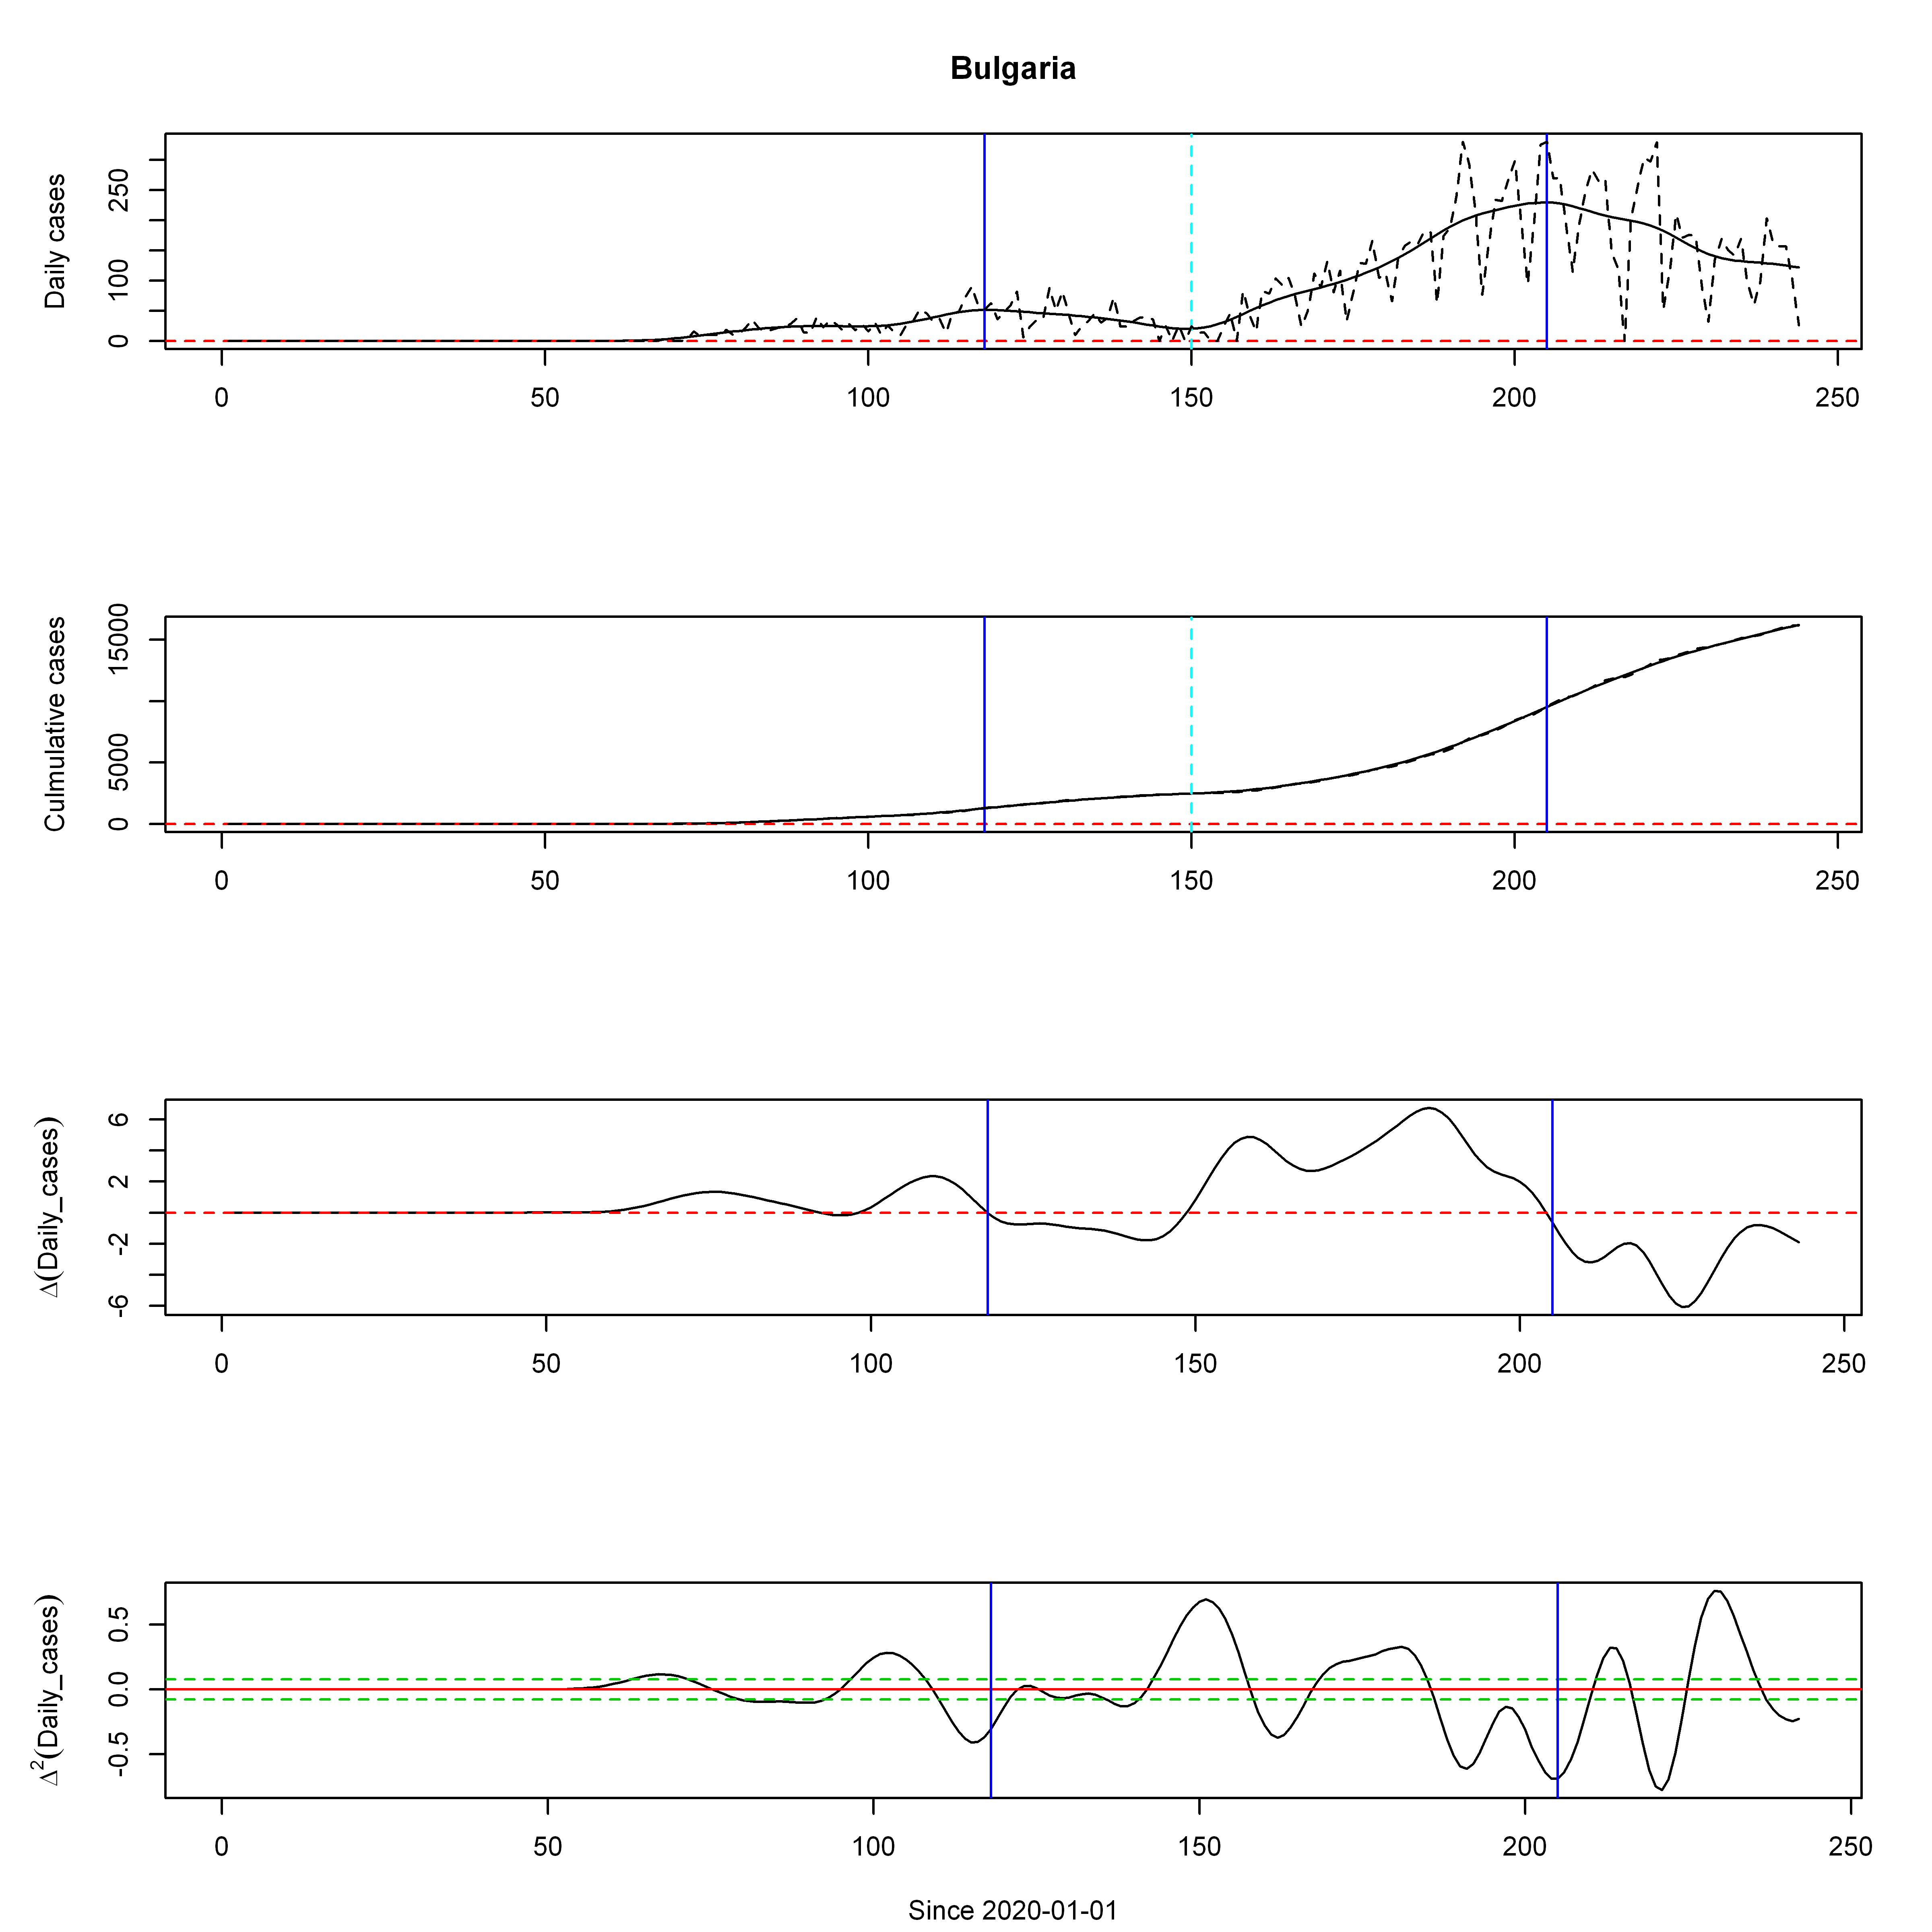 Bulgaria
Daily cases
250
100
0
0 50 100 150 200 250
Culmulative cases
15000
5000
0
0 50 100 150 200 250
Δ(Daily_cases)
6
2
-2
-6
0 50 100 150 200 250
Δ²(Daily_cases)
0.5
0.0
-0.5
0 50 100 150 200 250
Since 2020-01-01